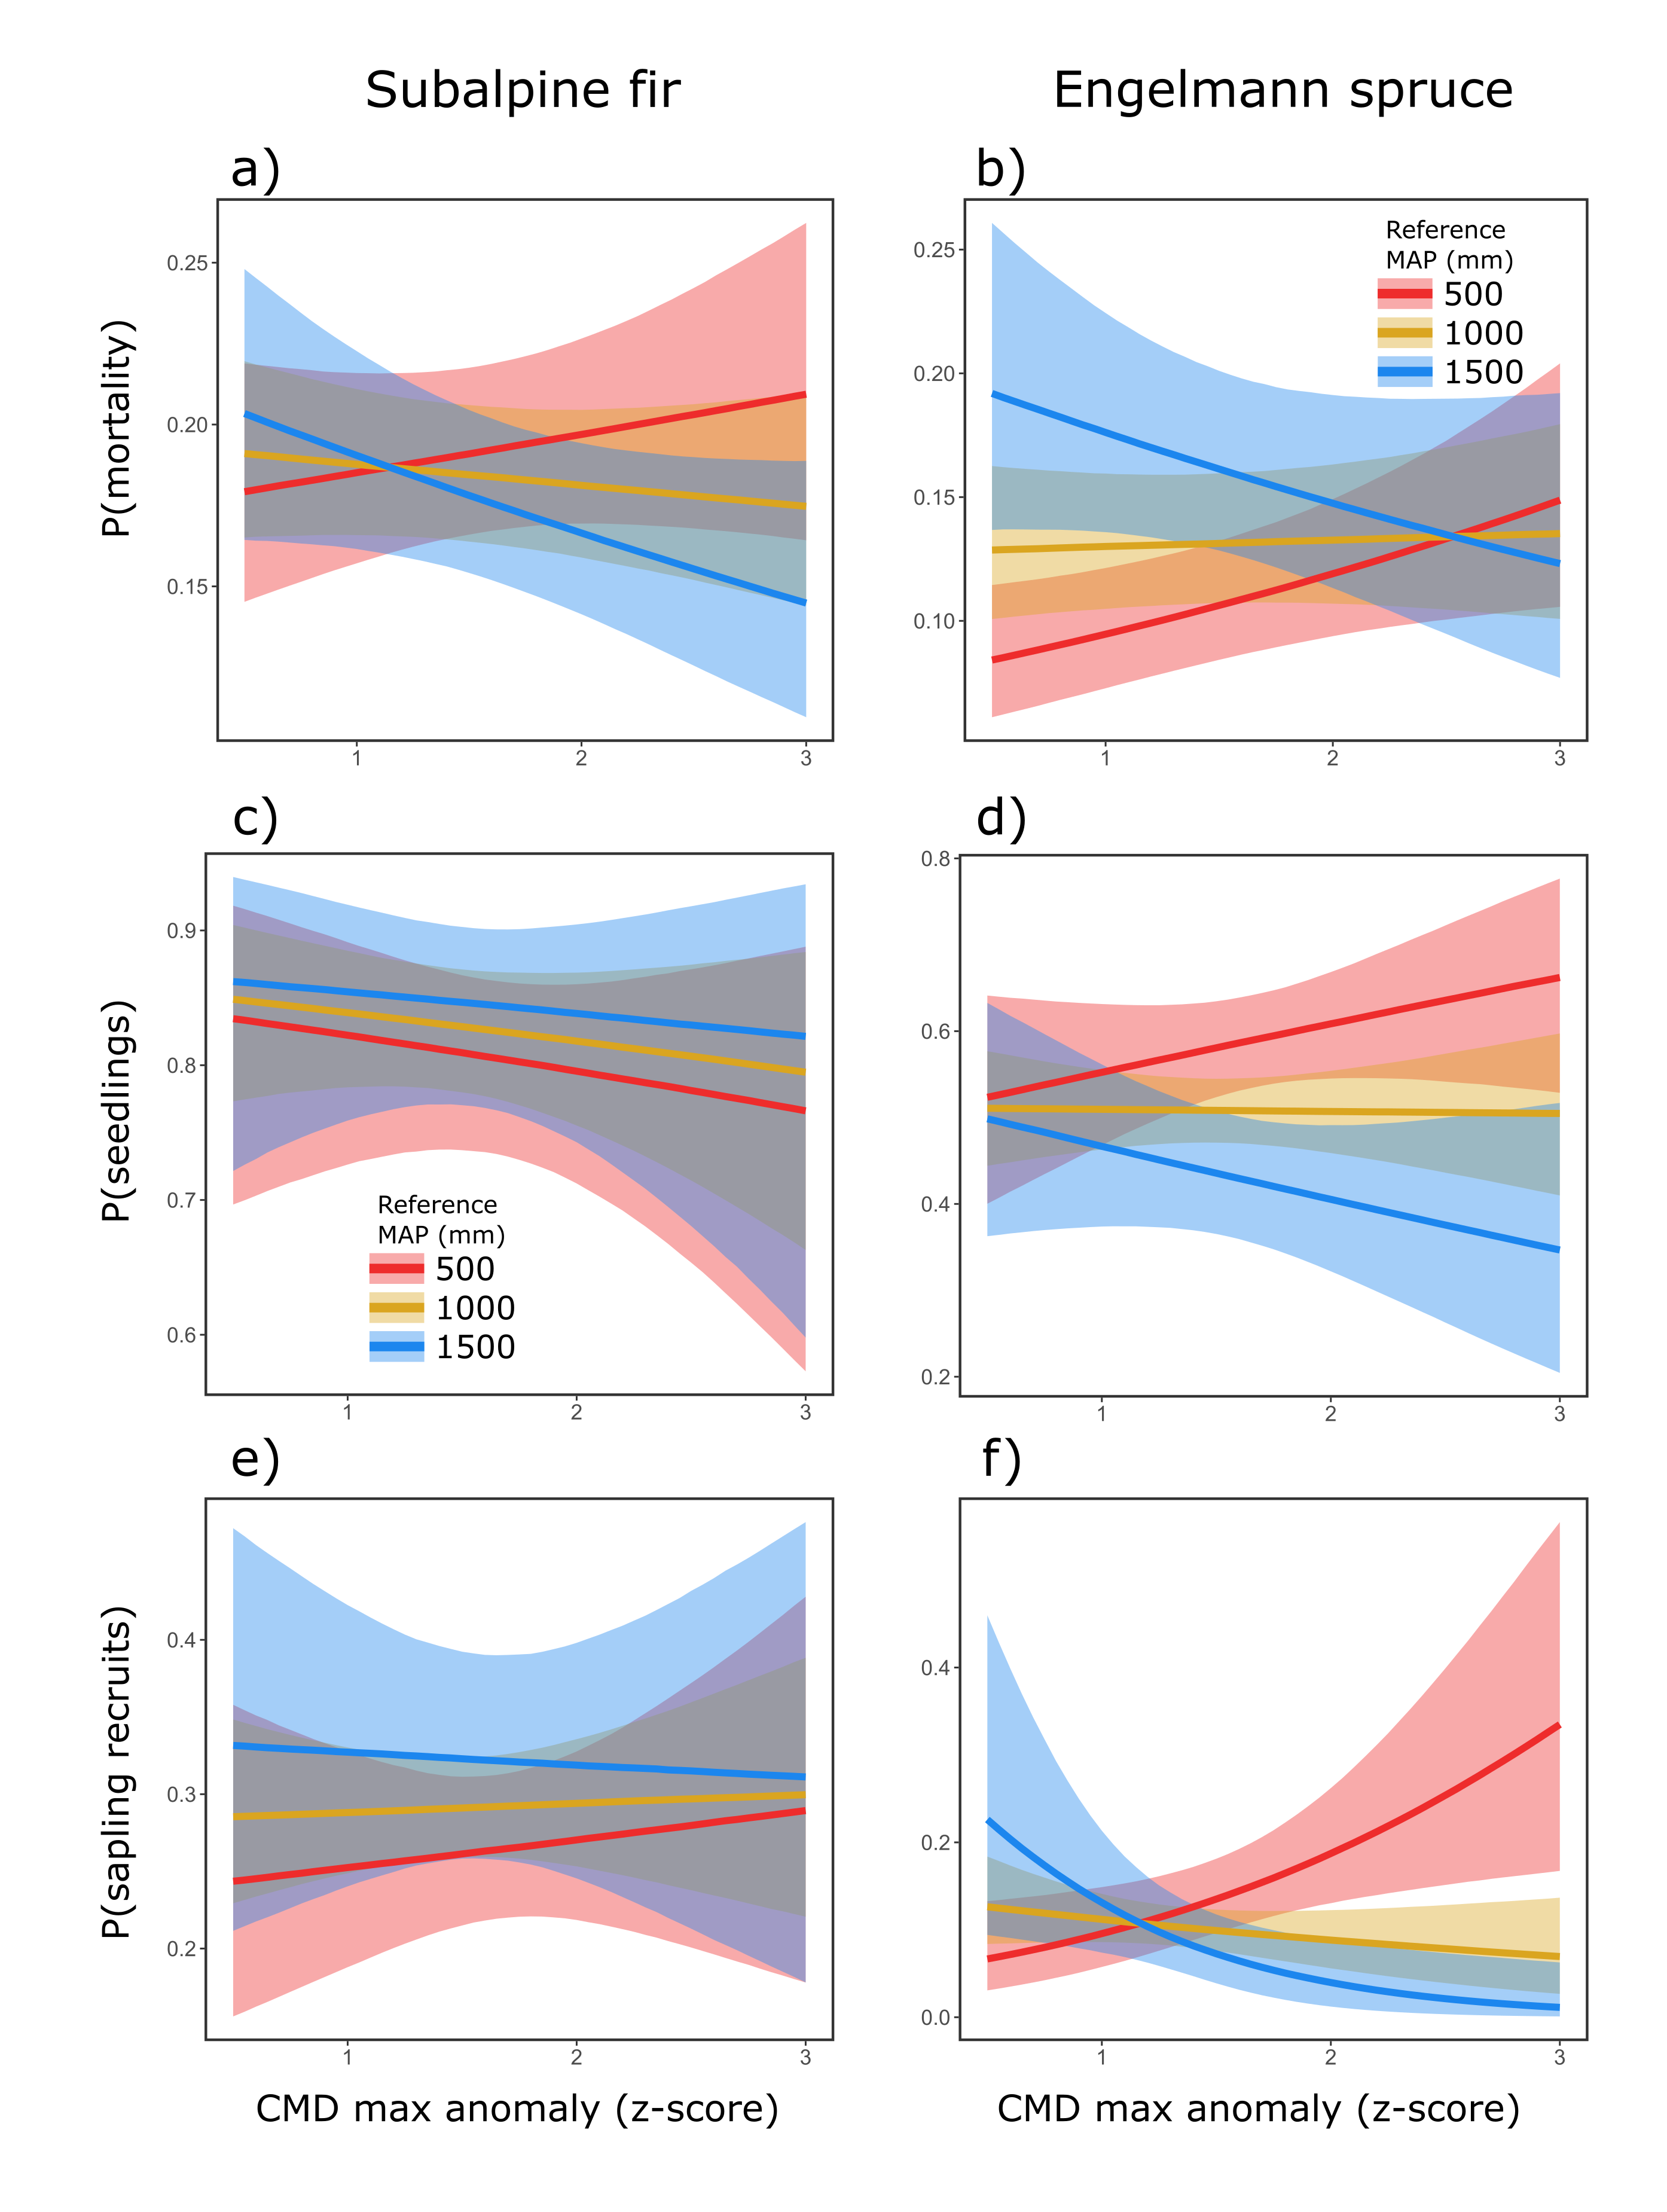 Subalpine fir
Engelmann spruce
a)
b)
P(mortality)
0.25
0.20
0.15
1
2
3
0.25
0.20
0.15
0.10
1
2
3
Reference
MAP (mm)
500
1000
1500
c)
d)
P(seedlings)
0.9
0.8
0.7
0.6
1
2
3
Reference
MAP (mm)
500
1000
1500
0.8
0.6
0.4
0.2
1
2
3
e)
f)
P(sapling recruits)
0.4
0.3
0.2
1
2
3
0.4
0.2
0.0
1
2
3
CMD max anomaly (z-score)
CMD max anomaly (z-score)